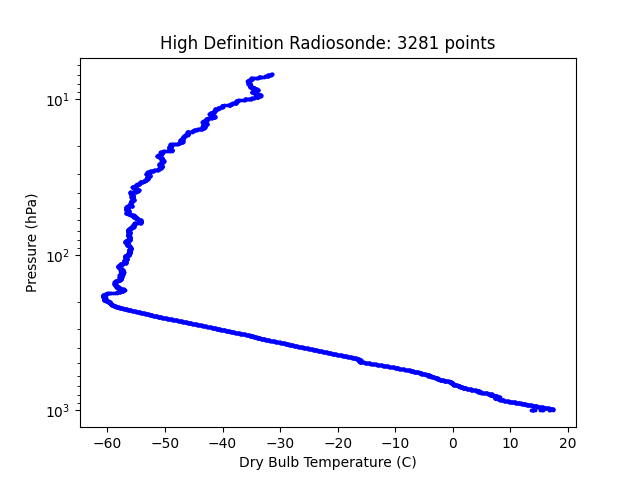 High Definition Radiosonde: 3281 points
10¹
10²
10³
Pressure (hPa)
−60 −50 −40 −30 −20 −10 0 10 20
Dry Bulb Temperature (C)